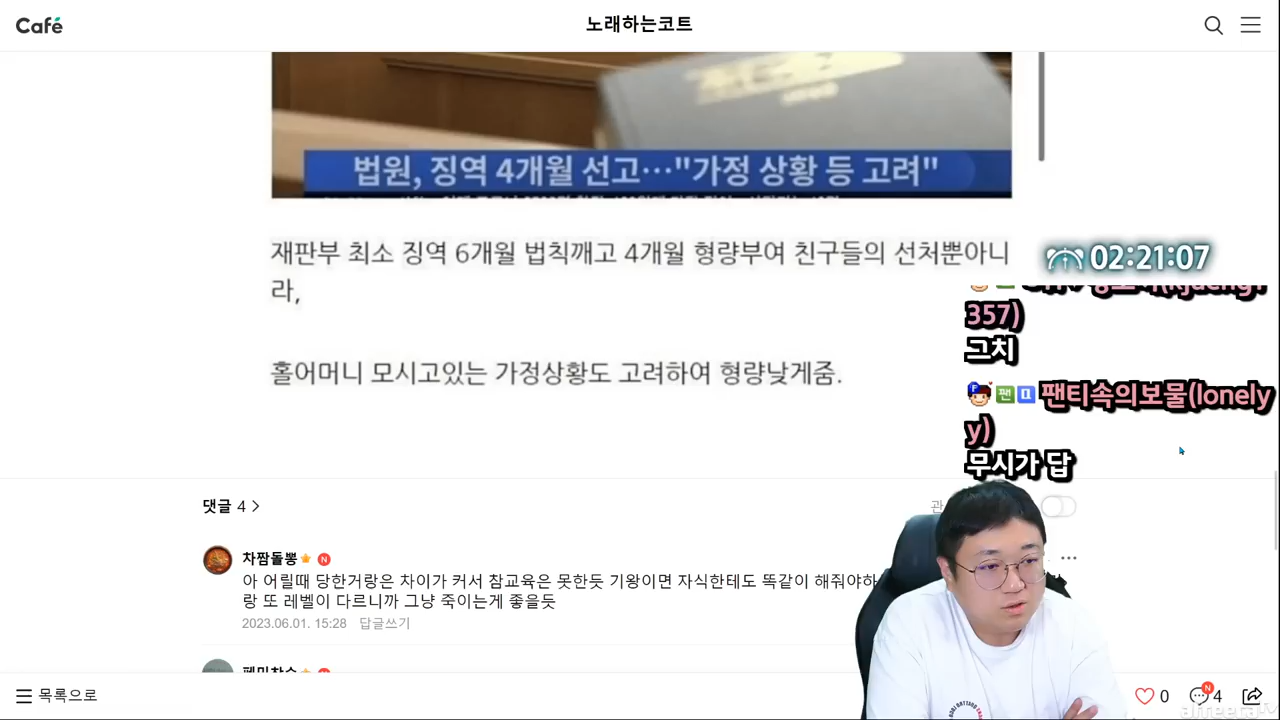 Café
노래하는코트
법원, 징역 4개월 선고…"가정 상황 등 고려"
재판부 최소 징역 6개월 법칙깨고 4개월 형량부여 친구들의 선처뿐아니
라,
홀어머니 모시고있는 가정상황도 고려하여 형량낮게줌.
02:21:07
357)
그치
팬 팬티속의보물(lonely
y)
무시가 답
댓글 4
관
차짬돌뽕 N
아 어릴때 당한거랑은 차이가 커서 참교육은 못한듯 기왕이면 자식한테도 똑같이 해줘야하
랑 또 레벨이 다르니까 그냥 죽이는게 좋을듯
2023.06.01. 15:28 답글쓰기
목록으로
0
N
4
afreecaTV